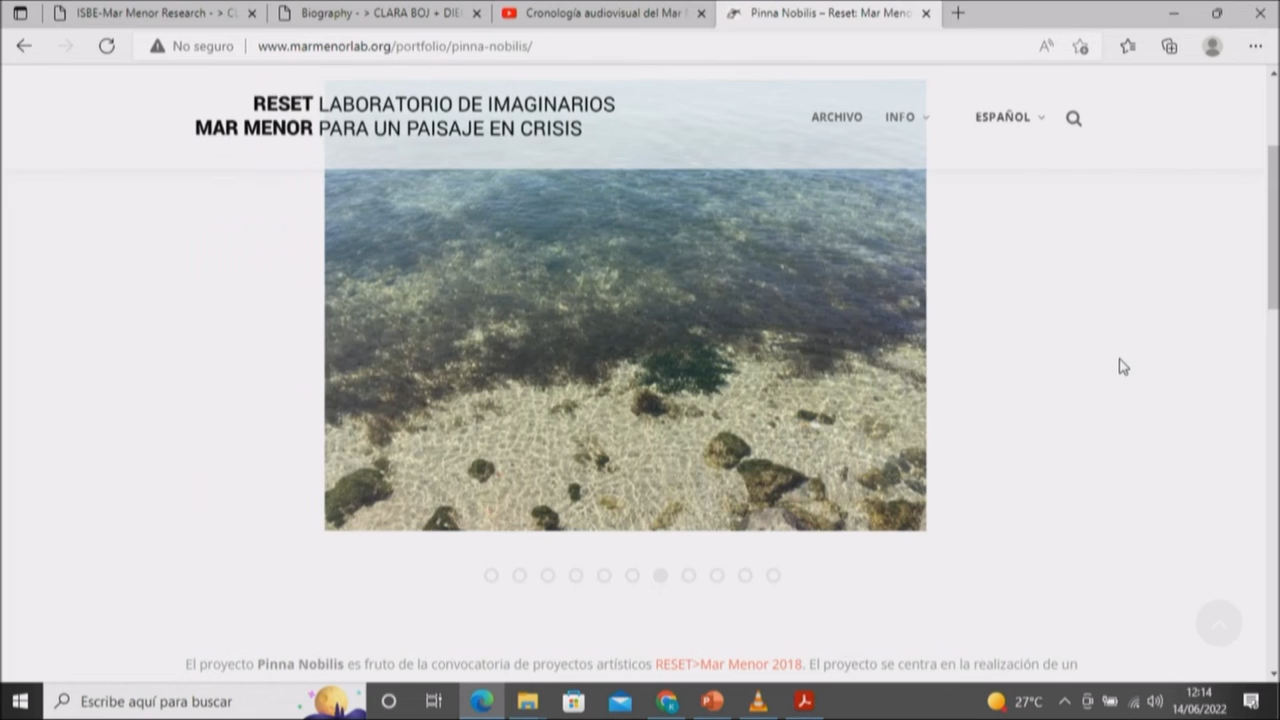 ISBE-Mar Menor Research - > CL
Biography - > CLARA BOJ + DIE
Cronología audiovisual del Mar
Pinna Nobilis – Reset: Mar Meno
No seguro
www.marmenorlab.org/portfolio/pinna-nobilis/
RESET LABORATORIO DE IMAGINARIOS
MAR MENOR PARA UN PAISAJE EN CRISIS
ARCHIVO
INFO
ESPAÑOL
El proyecto Pinna Nobilis es fruto de la convocatoria de proyectos artísticos RESET>Mar Menor 2018. El proyecto se centra en la realización de un
Escribe aquí para buscar
27°C
12:14
14/06/2022